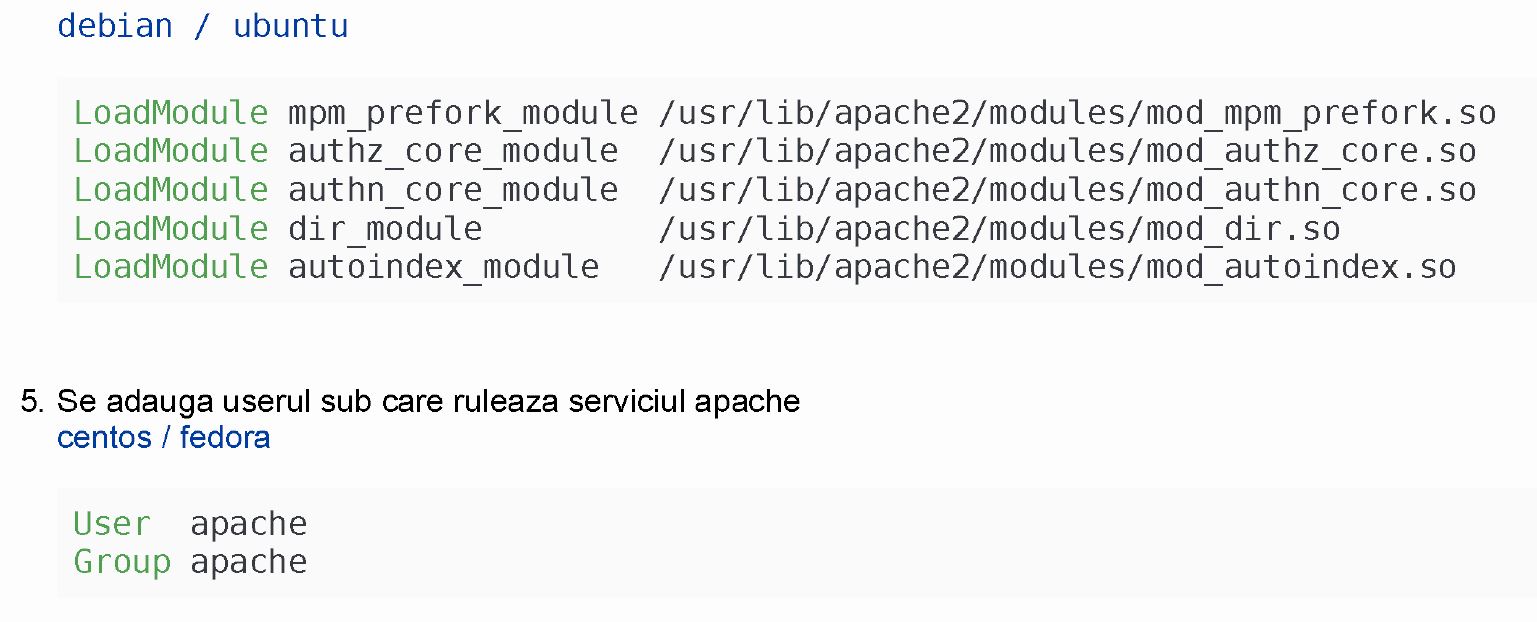 debian / ubuntu
LoadModule mpm_prefork_module /usr/lib/apache2/modules/mod_mpm_prefork.so
LoadModule authz_core_module  /usr/lib/apache2/modules/mod_authz_core.so
LoadModule authn_core_module  /usr/lib/apache2/modules/mod_authn_core.so
LoadModule dir_module         /usr/lib/apache2/modules/mod_dir.so
LoadModule autoindex_module   /usr/lib/apache2/modules/mod_autoindex.so
5. Se adauga userul sub care ruleaza serviciul apache
centos / fedora
User  apache
Group apache